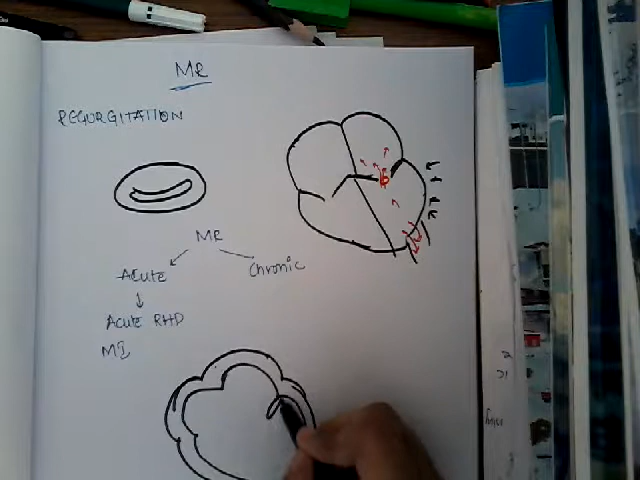 MR
REGURGITATION
MR
Acute
Chronic
Acute RHD
MI